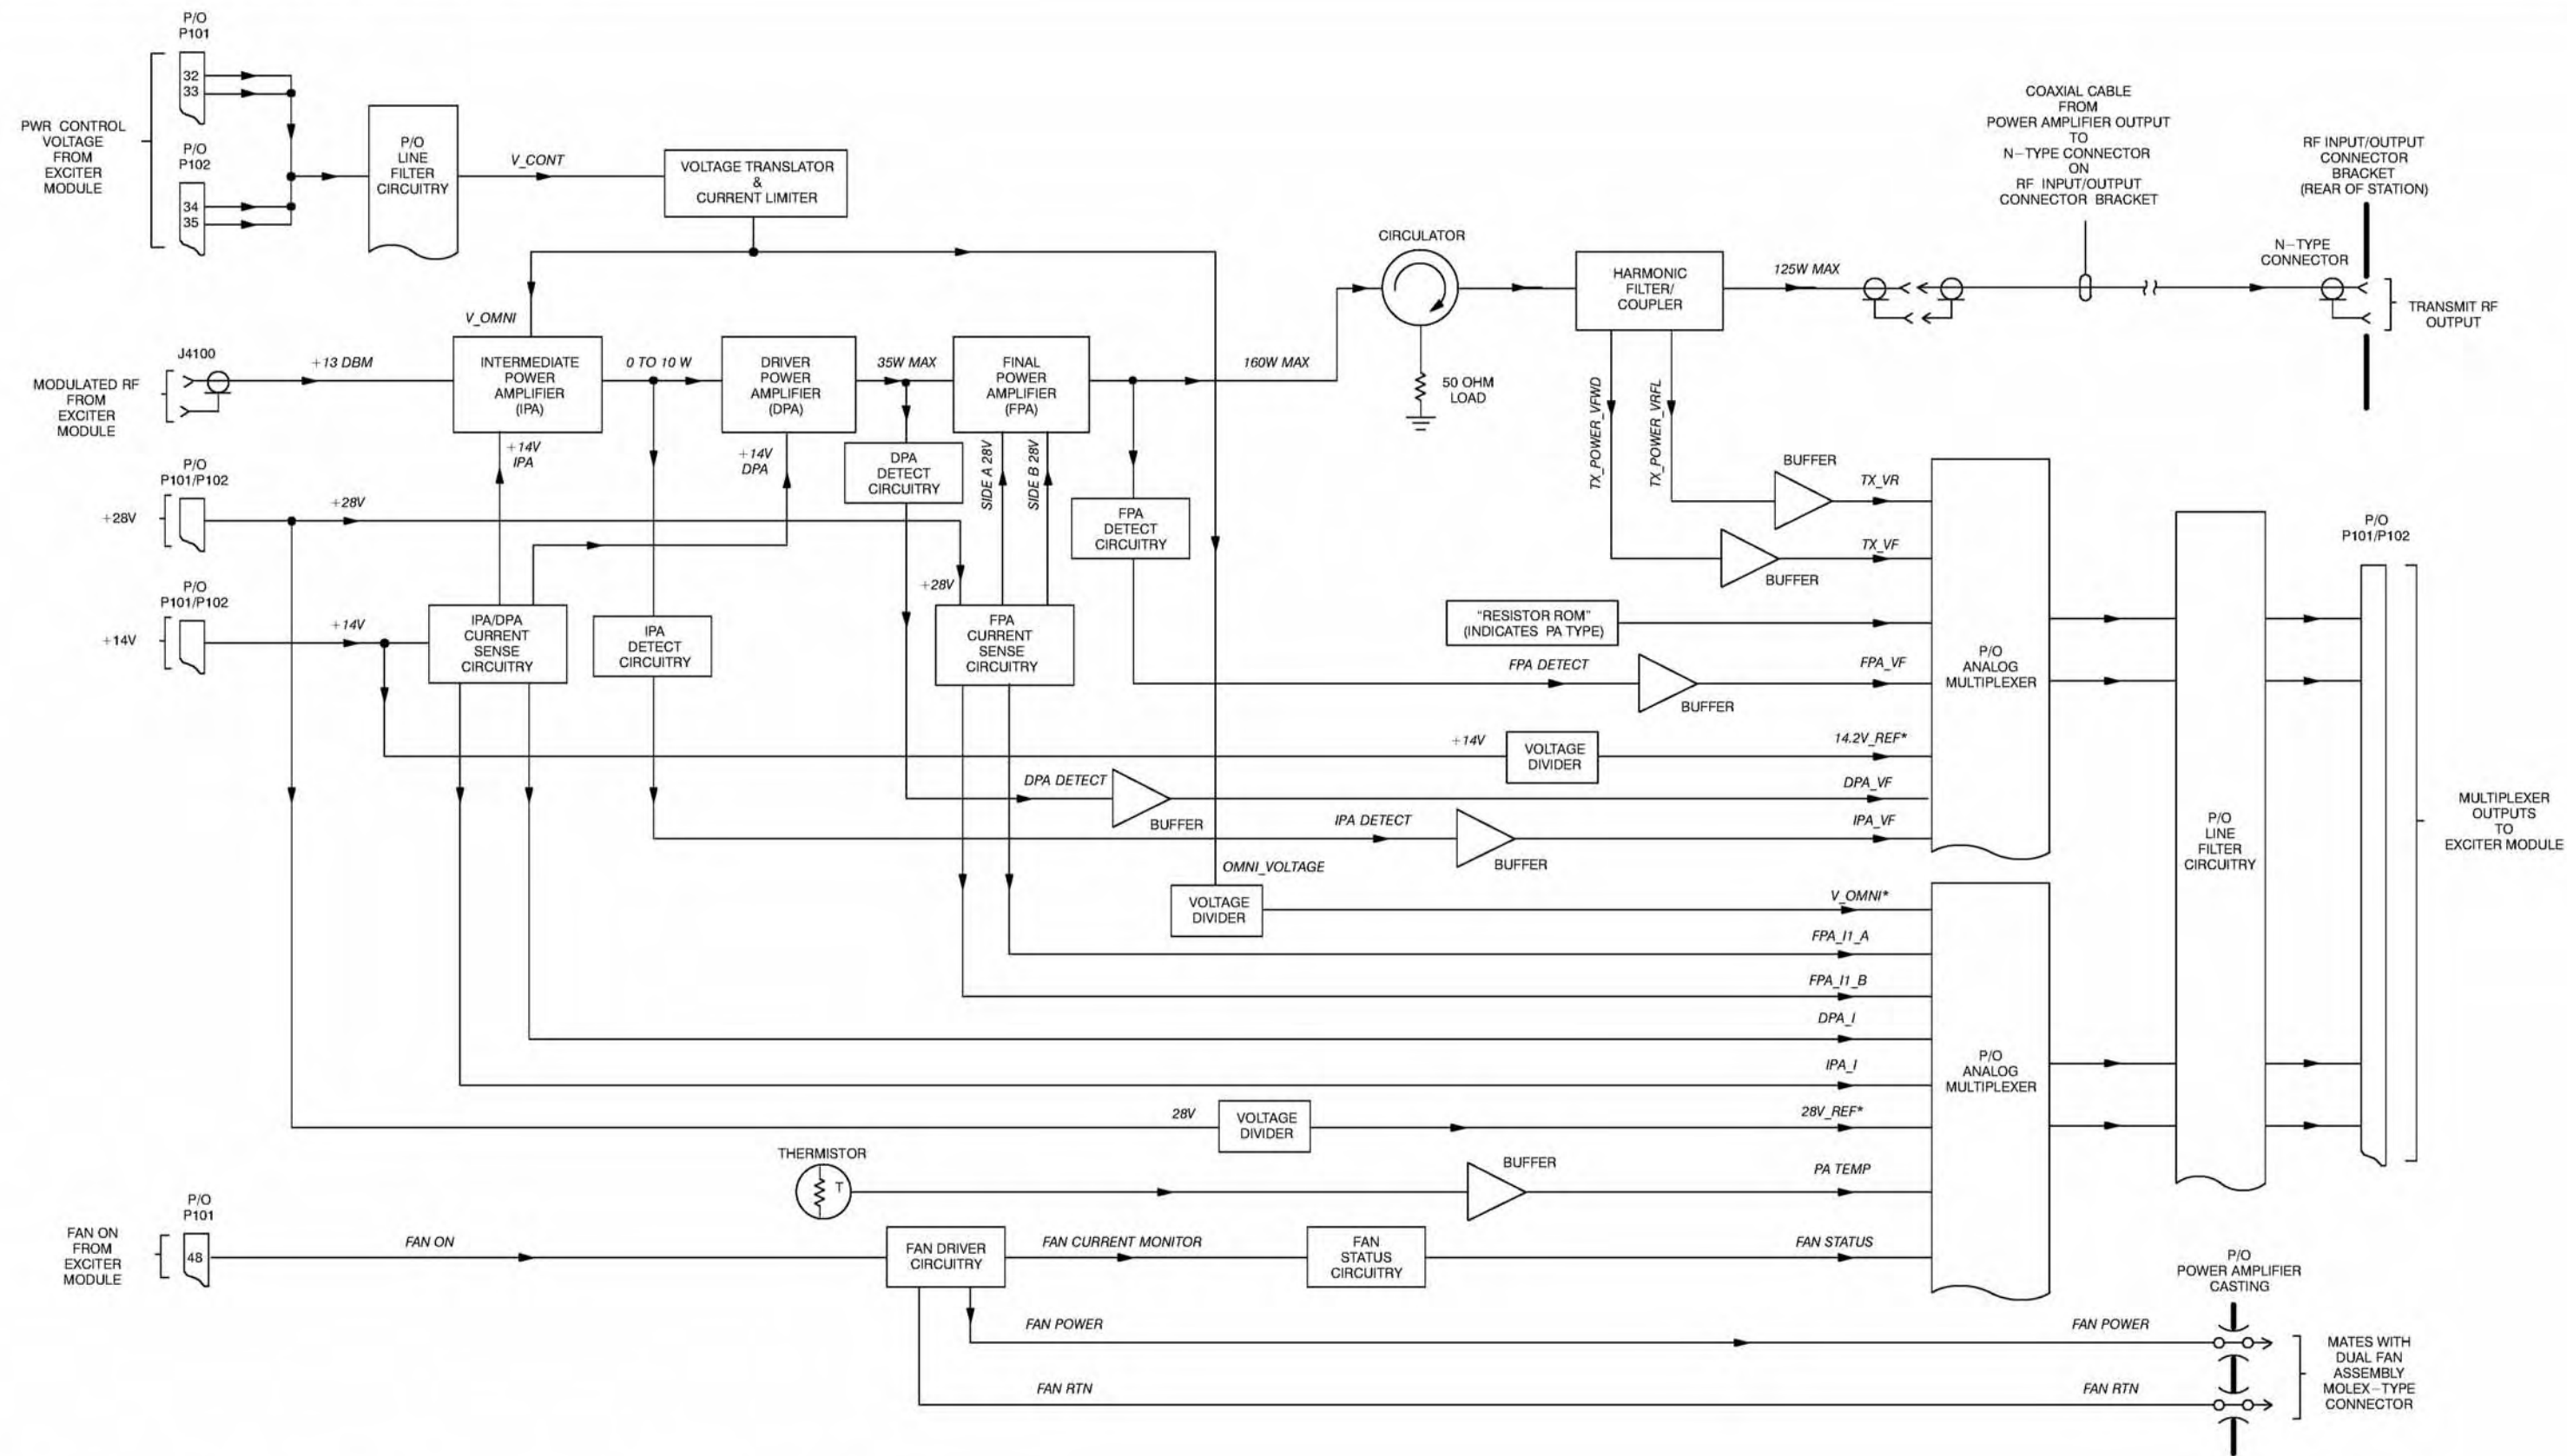 P/O
P101
32
33
PWR CONTROL
VOLTAGE
FROM
EXCITER
MODULE
P/O
P102
34
35
P/O
LINE
FILTER
CIRCUITRY
V_CONT
VOLTAGE TRANSLATOR
&
CURRENT LIMITER
COAXIAL CABLE
FROM
POWER AMPLIFIER OUTPUT
TO
N-TYPE CONNECTOR
ON
RF INPUT/OUTPUT
CONNECTOR BRACKET
RF INPUT/OUTPUT
CONNECTOR
BRACKET
(REAR OF STATION)
N-TYPE
CONNECTOR
TRANSMIT RF
OUTPUT
CIRCULATOR
50 OHM
LOAD
HARMONIC
FILTER/
COUPLER
125W MAX
V_OMNI
J4100
MODULATED RF
FROM
EXCITER
MODULE
+13 DBM
INTERMEDIATE
POWER
AMPLIFIER
(IPA)
0 TO 10 W
DRIVER
POWER
AMPLIFIER
(DPA)
35W MAX
FINAL
POWER
AMPLIFIER
(FPA)
160W MAX
TX_POWER_VFWD
TX_POWER_VRFL
+14V
IPA
+14V
DPA
DPA
DETECT
CIRCUITRY
SIDE A 28V
SIDE B 28V
FPA
DETECT
CIRCUITRY
BUFFER
TX_VR
TX_VF
BUFFER
P/O
P101/P102
+28V
+28V
P/O
P101/P102
+14V
+14V
IPA/DPA
CURRENT
SENSE
CIRCUITRY
IPA
DETECT
CIRCUITRY
+28V
FPA
CURRENT
SENSE
CIRCUITRY
"RESISTOR ROM"
(INDICATES PA TYPE)
FPA DETECT
BUFFER
FPA_VF
P/O
ANALOG
MULTIPLEXER
+14V
VOLTAGE
DIVIDER
14.2V_REF*
DPA DETECT
BUFFER
DPA_VF
IPA DETECT
BUFFER
IPA_VF
P/O
LINE
FILTER
CIRCUITRY
P/O
P101/P102
MULTIPLEXER
OUTPUTS
TO
EXCITER MODULE
OMNI_VOLTAGE
VOLTAGE
DIVIDER
V_OMNI*
FPA_I1_A
FPA_I1_B
DPA_I
IPA_I
P/O
ANALOG
MULTIPLEXER
28V
VOLTAGE
DIVIDER
28V_REF*
THERMISTOR
T
BUFFER
PA TEMP
P/O
P101
FAN ON
FROM
EXCITER
MODULE
48
FAN ON
FAN DRIVER
CIRCUITRY
FAN CURRENT MONITOR
FAN
STATUS
CIRCUITRY
FAN STATUS
P/O
POWER AMPLIFIER
CASTING
FAN POWER
FAN POWER
FAN RTN
FAN RTN
MATES WITH
DUAL FAN
ASSEMBLY
MOLEX-TYPE
CONNECTOR